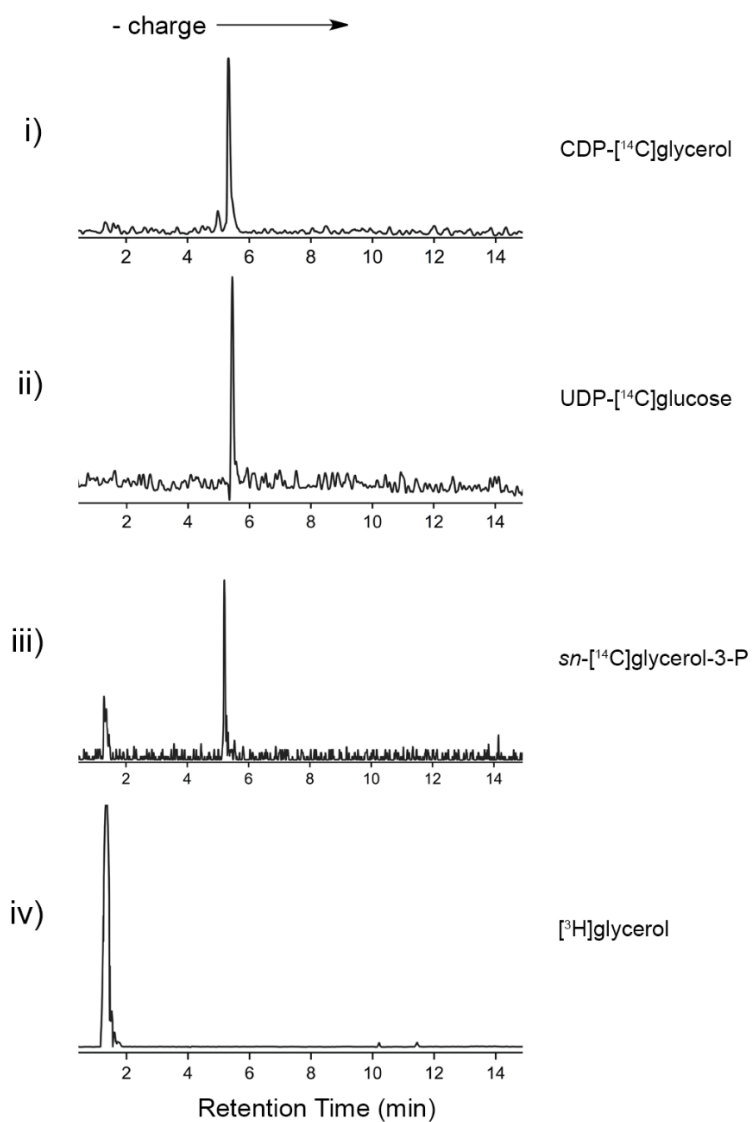 - charge
i)
CDP-[¹⁴C]glycerol
2 4 6 8 10 12 14
ii)
UDP-[¹⁴C]glucose
2 4 6 8 10 12 14
iii)
sn-[¹⁴C]glycerol-3-P
2 4 6 8 10 12 14
iv)
[³H]glycerol
2 4 6 8 10 12 14
Retention Time (min)